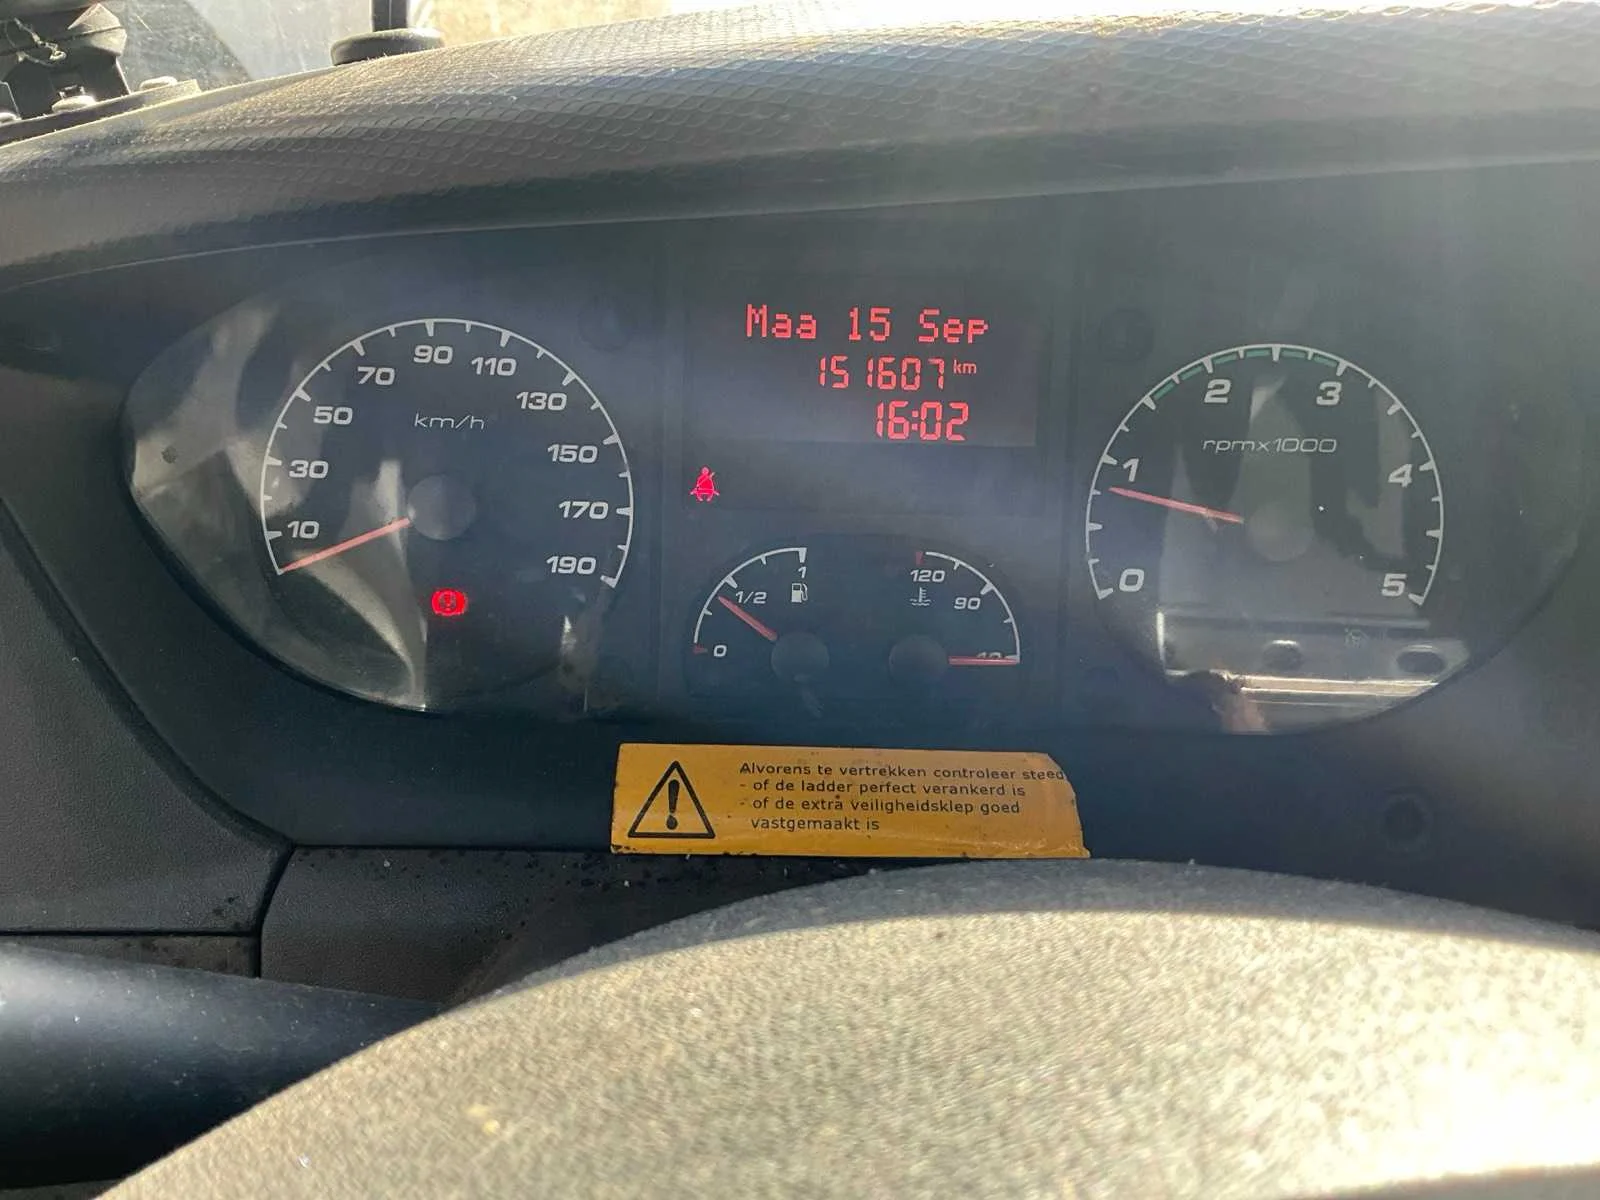 Maa 15 Sep
151607 km
16:02
10 30 50 70 90 110 130 150 170 190
km/h
0 1/2 1
120 90
0 1 2 3 4 5
rpmx1000
Alvorens te vertrekken controleer steed
- of de ladder perfect verankerd is
- of de extra veiligheidsklep goed
vastgemaakt is